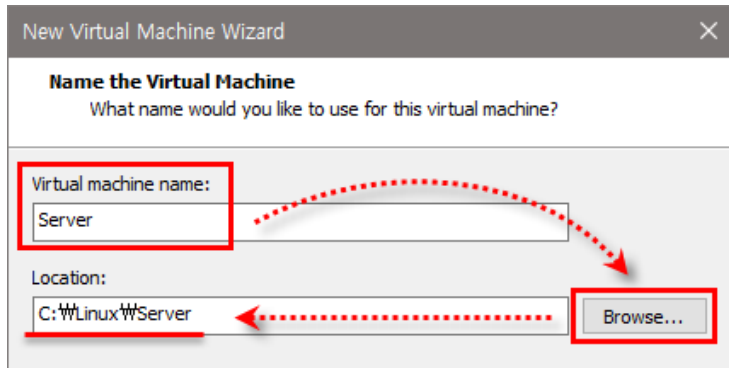 New Virtual Machine Wizard
Name the Virtual Machine
What name would you like to use for this virtual machine?
Virtual machine name:
Server
Location:
C:₩Linux₩Server
Browse...